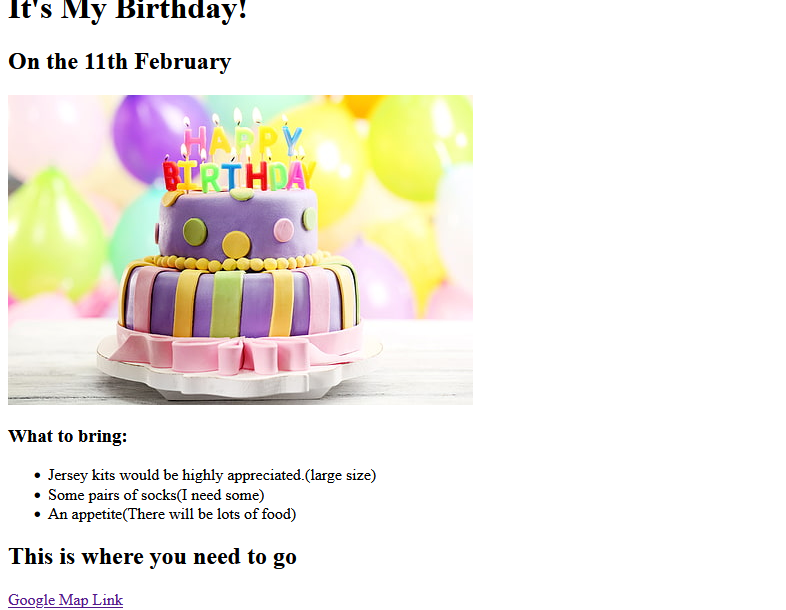 It's My Birthday!
On the 11th February
HAPPY
BIRTHDAY
What to bring:
Jersey kits would be highly appreciated.(large size)
Some pairs of socks(I need some)
An appetite(There will be lots of food)
This is where you need to go
Google Map Link